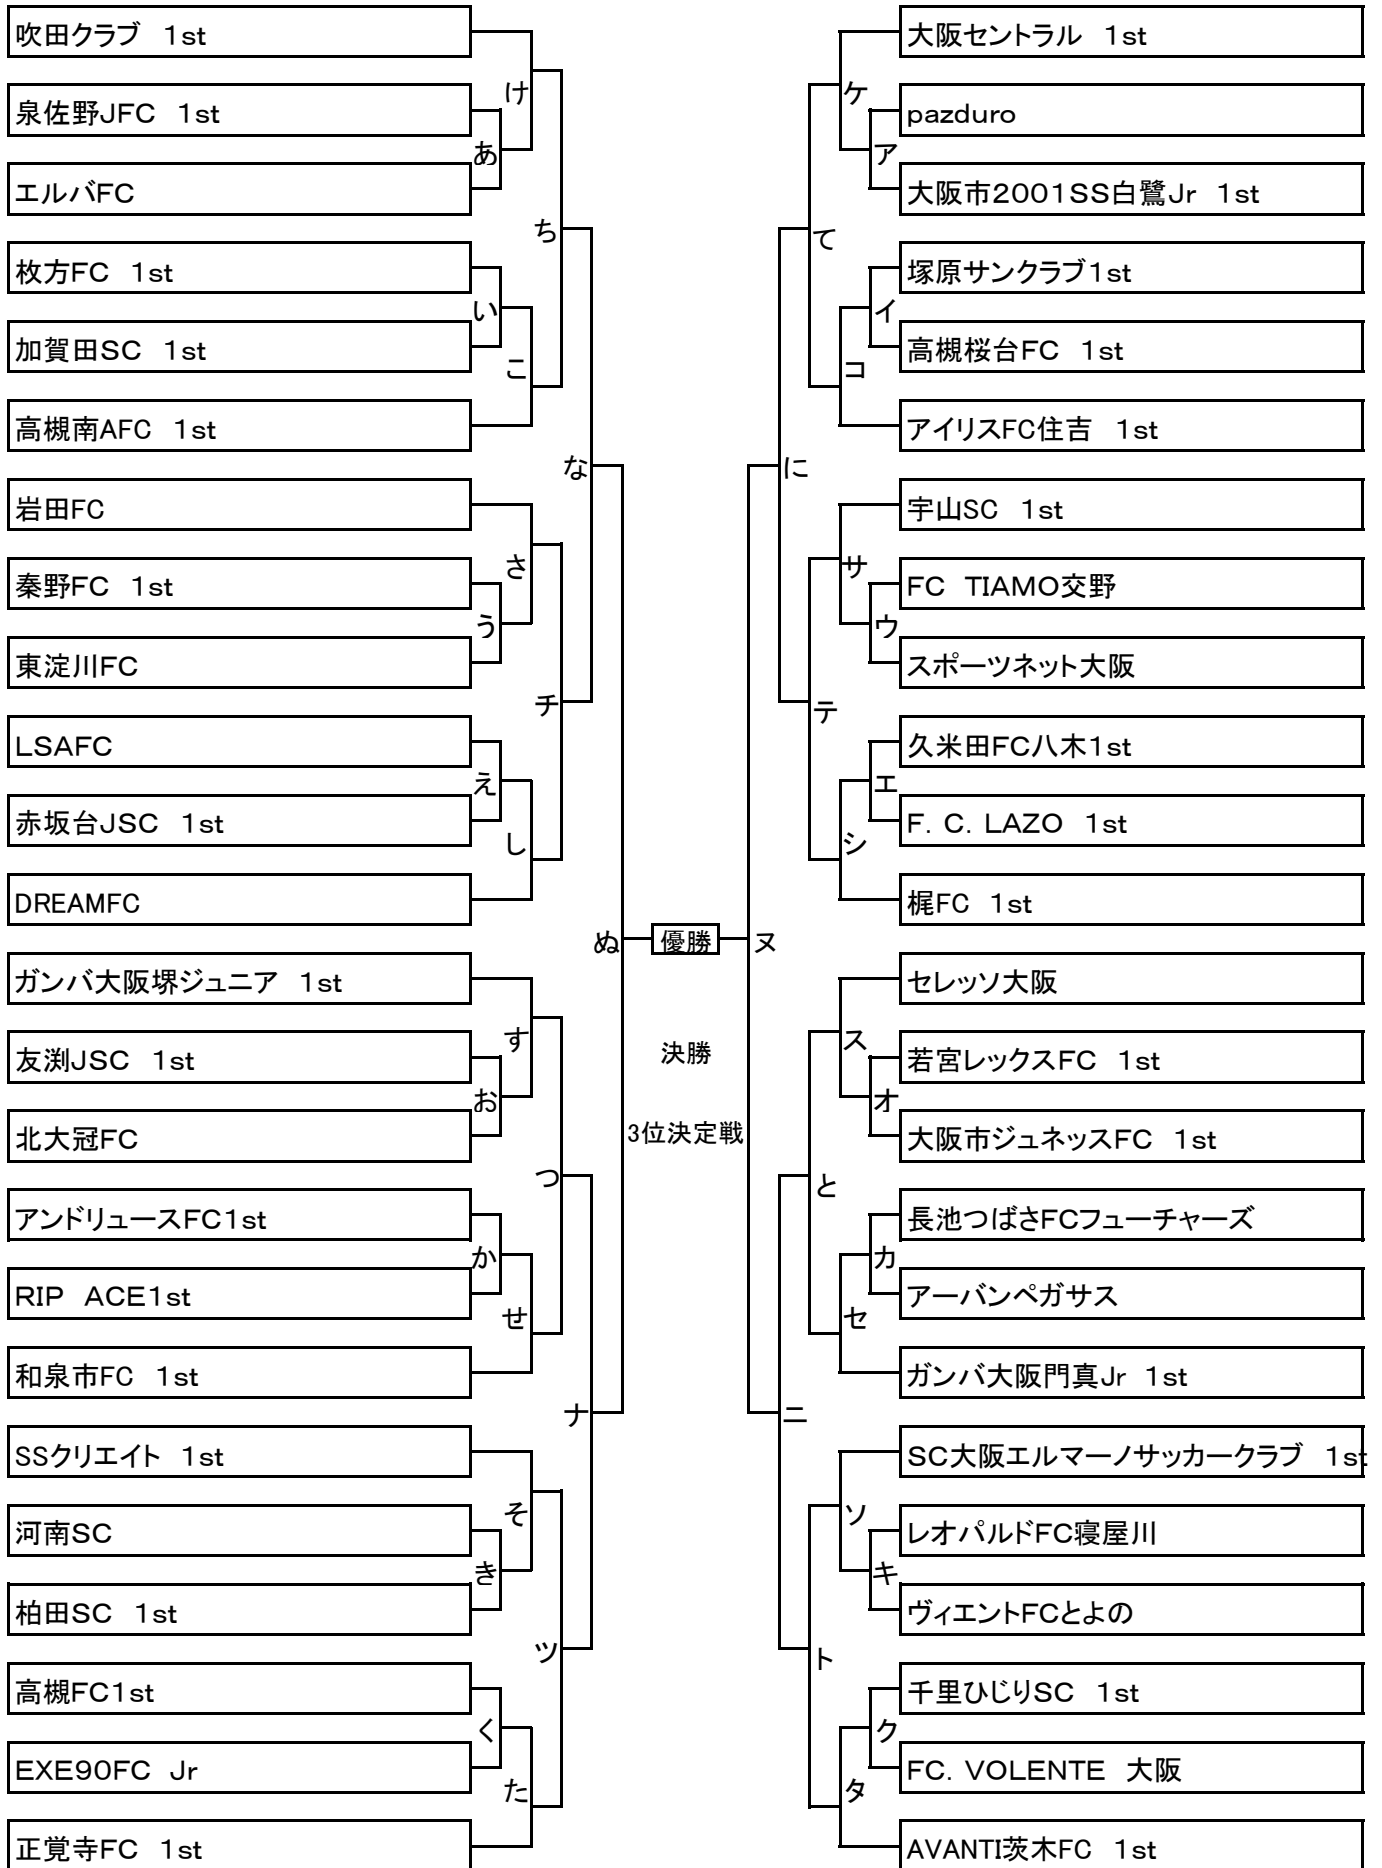 吹田クラブ　1st
泉佐野JFC　1st
エルバFC
枚方FC　1st
加賀田SC　1st
高槻南AFC　1st
岩田FC
秦野FC　1st
東淀川FC
LSAFC
赤坂台JSC　1st
DREAMFC
ガンバ大阪堺ジュニア　1st
友渕JSC　1st
北大冠FC
アンドリュースFC1st
RIP　ACE1st
和泉市FC　1st
SSクリエイト　1st
河南SC
柏田SC　1st
高槻FC1st
EXE90FC　Jr
正覚寺FC　1st
あ
い
う
え
お
か
き
く
け
こ
さ
し
す
せ
そ
た
ち
チ
つ
ツ
な
ナ
ぬ
優勝
決勝
3位決定戦
ヌ
に
ニ
て
テ
と
ト
ケ
コ
サ
シ
ス
セ
ソ
タ
ア
イ
ウ
エ
オ
カ
キ
ク
大阪セントラル　1st
pazduro
大阪市2001SS白鷺Jr　1st
塚原サンクラブ1st
高槻桜台FC　1st
アイリスFC住吉　1st
宇山SC　1st
FC　TIAMO交野
スポーツネット大阪
久米田FC八木1st
F．C．LAZO　1st
梶FC　1st
セレッソ大阪
若宮レックスFC　1st
大阪市ジュネッスFC　1st
長池つばさFCフューチャーズ
アーバンペガサス
ガンバ大阪門真Jr　1st
SC大阪エルマーノサッカークラブ　1st
レオパルドFC寝屋川
ヴィエントFCとよの
千里ひじりSC　1st
FC．VOLENTE　大阪
AVANTI茨木FC　1st